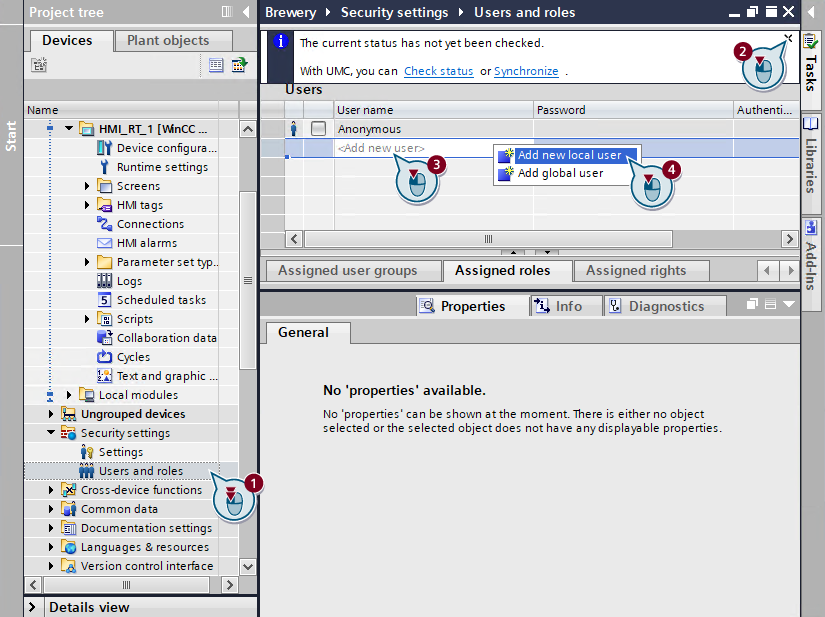 Project tree
Devices
Plant objects
Name
HMI_RT_1 [WinCC ...
Device configura...
Runtime settings
Screens
HMI tags
Connections
HMI alarms
Parameter set typ..
Logs
Scheduled tasks
Scripts
Collaboration data
Cycles
Text and graphic ...
Local modules
Ungrouped devices
Security settings
Settings
Users and roles
Cross-device functions
Common data
Documentation settings
Languages & resources
Version control interface
Details view
Start
1
Brewery
Security settings
Users and roles
The current status has not yet been checked.
With UMC, you can Check status or Synchronize .
2
Users
User name
Password
Authenti...
Anonymous
<Add new user>
3
Add new local user
Add global user
4
Assigned user groups
Assigned roles
Assigned rights
Properties
Info
Diagnostics
General
No 'properties' available.
No 'properties' can be shown at the moment. There is either no object
selected or the selected object does not have any displayable properties.
Tasks
Libraries
Add-Ins